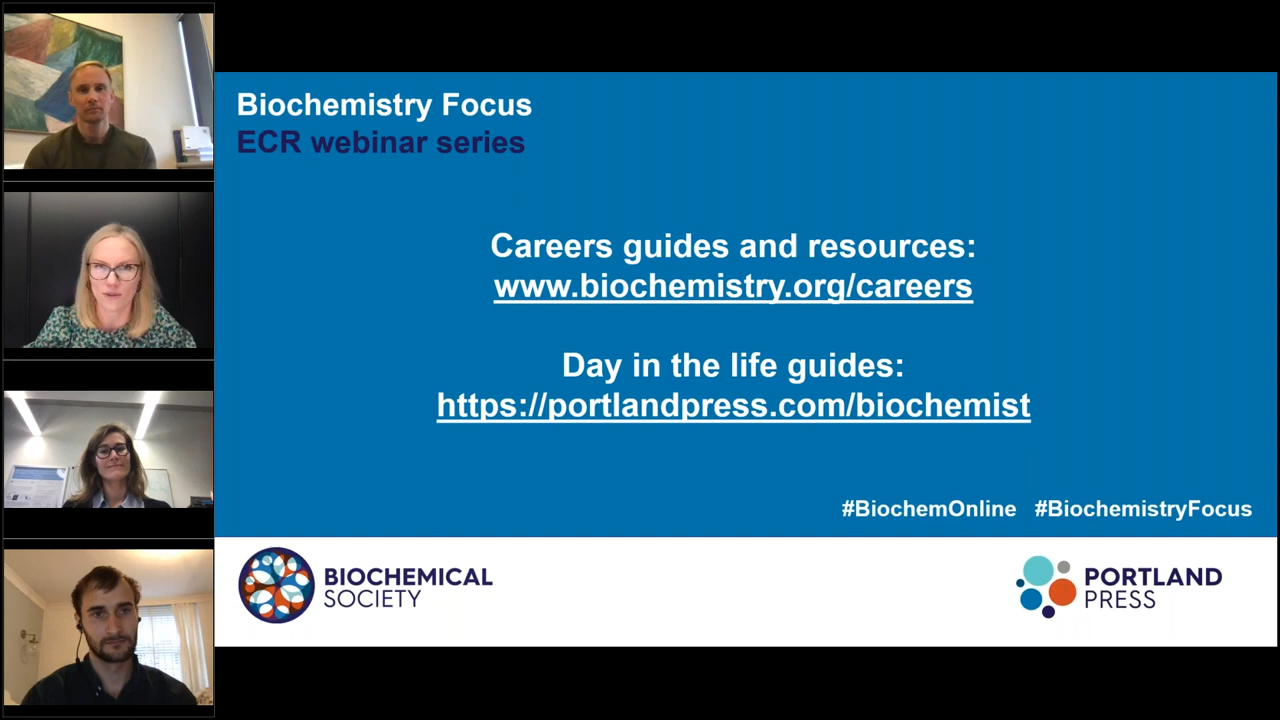 Biochemistry Focus
ECR webinar series
Careers guides and resources:
www.biochemistry.org/careers
Day in the life guides:
https://portlandpress.com/biochemist
#BiochemOnline #BiochemistryFocus
BIOCHEMICAL
SOCIETY
PORTLAND
PRESS